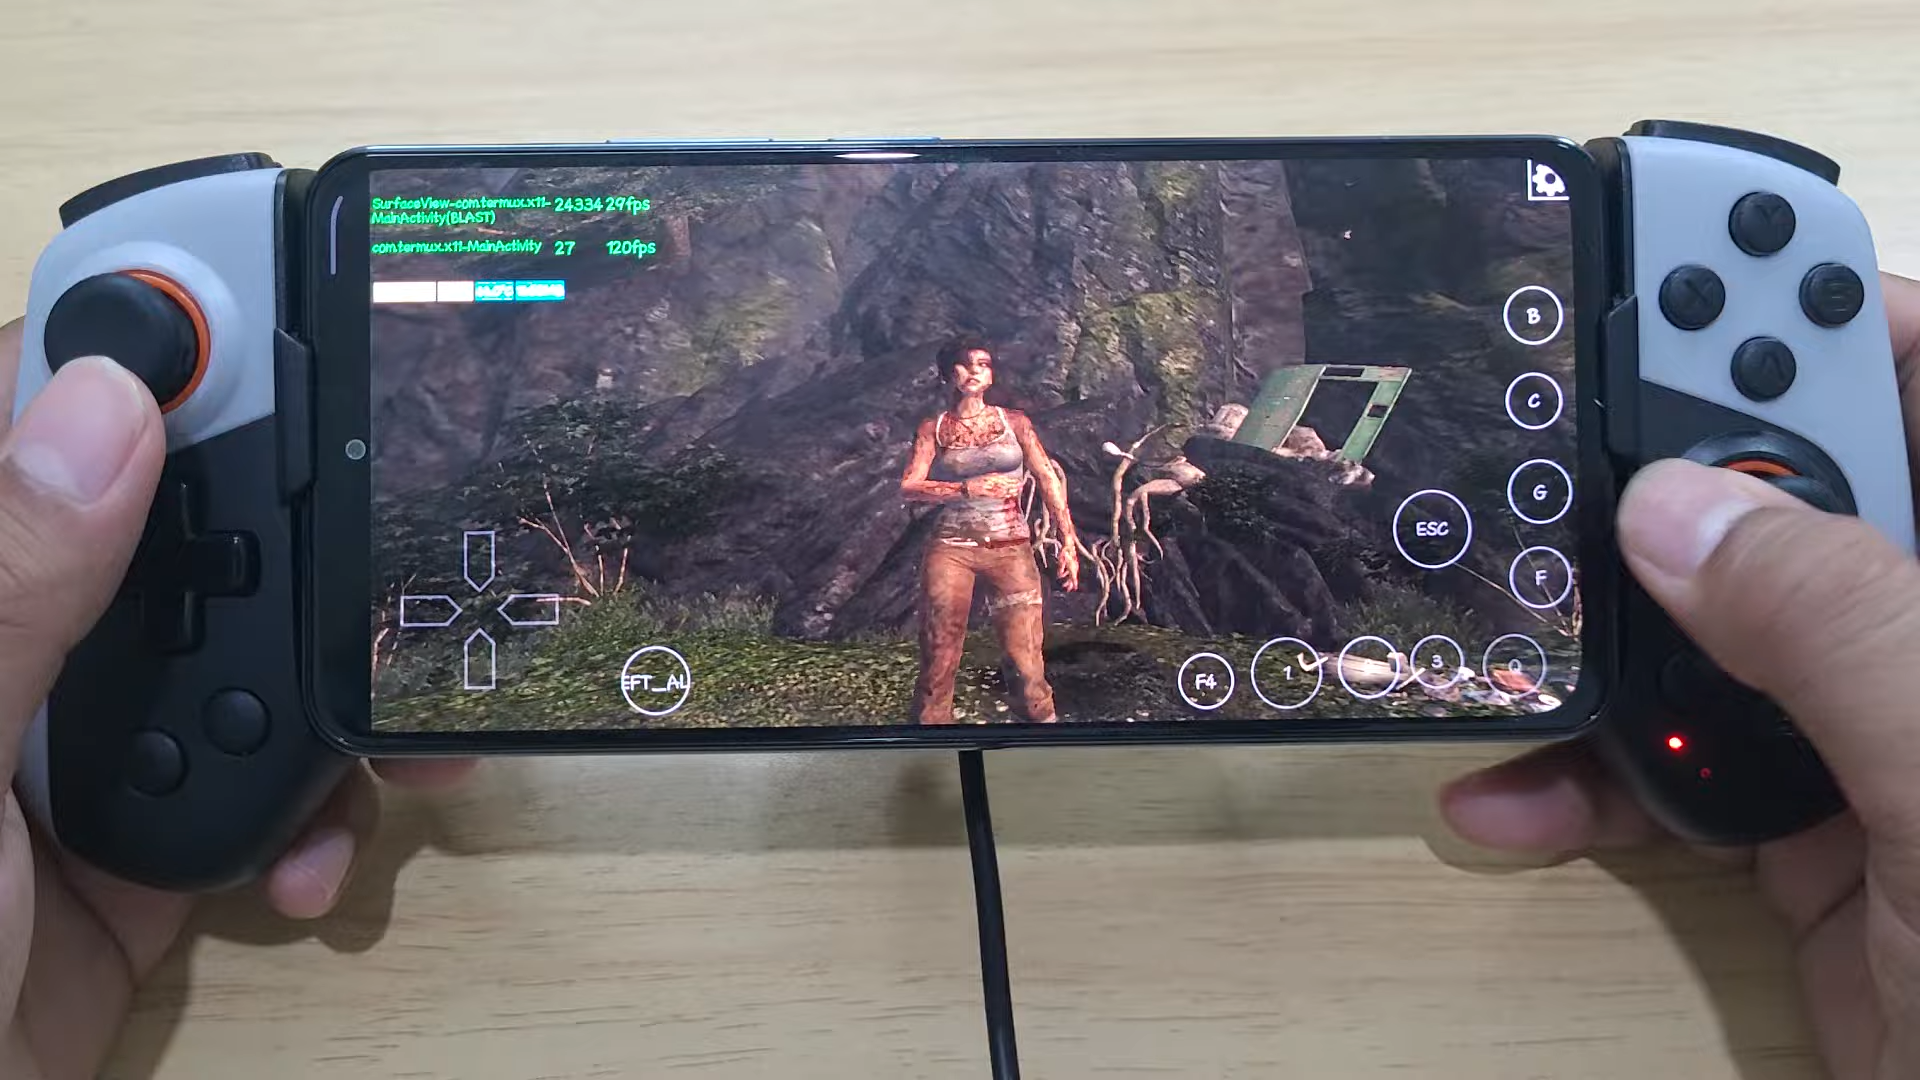 SurfaceView-com.termux.x11- 24334 29fps
MainActivity(BLAST)
com.termux.x11-MainActivity 27 120fps
Y
X
B
A
B
C
G
ESC
F
EFT_AL
F4
1
3
Q